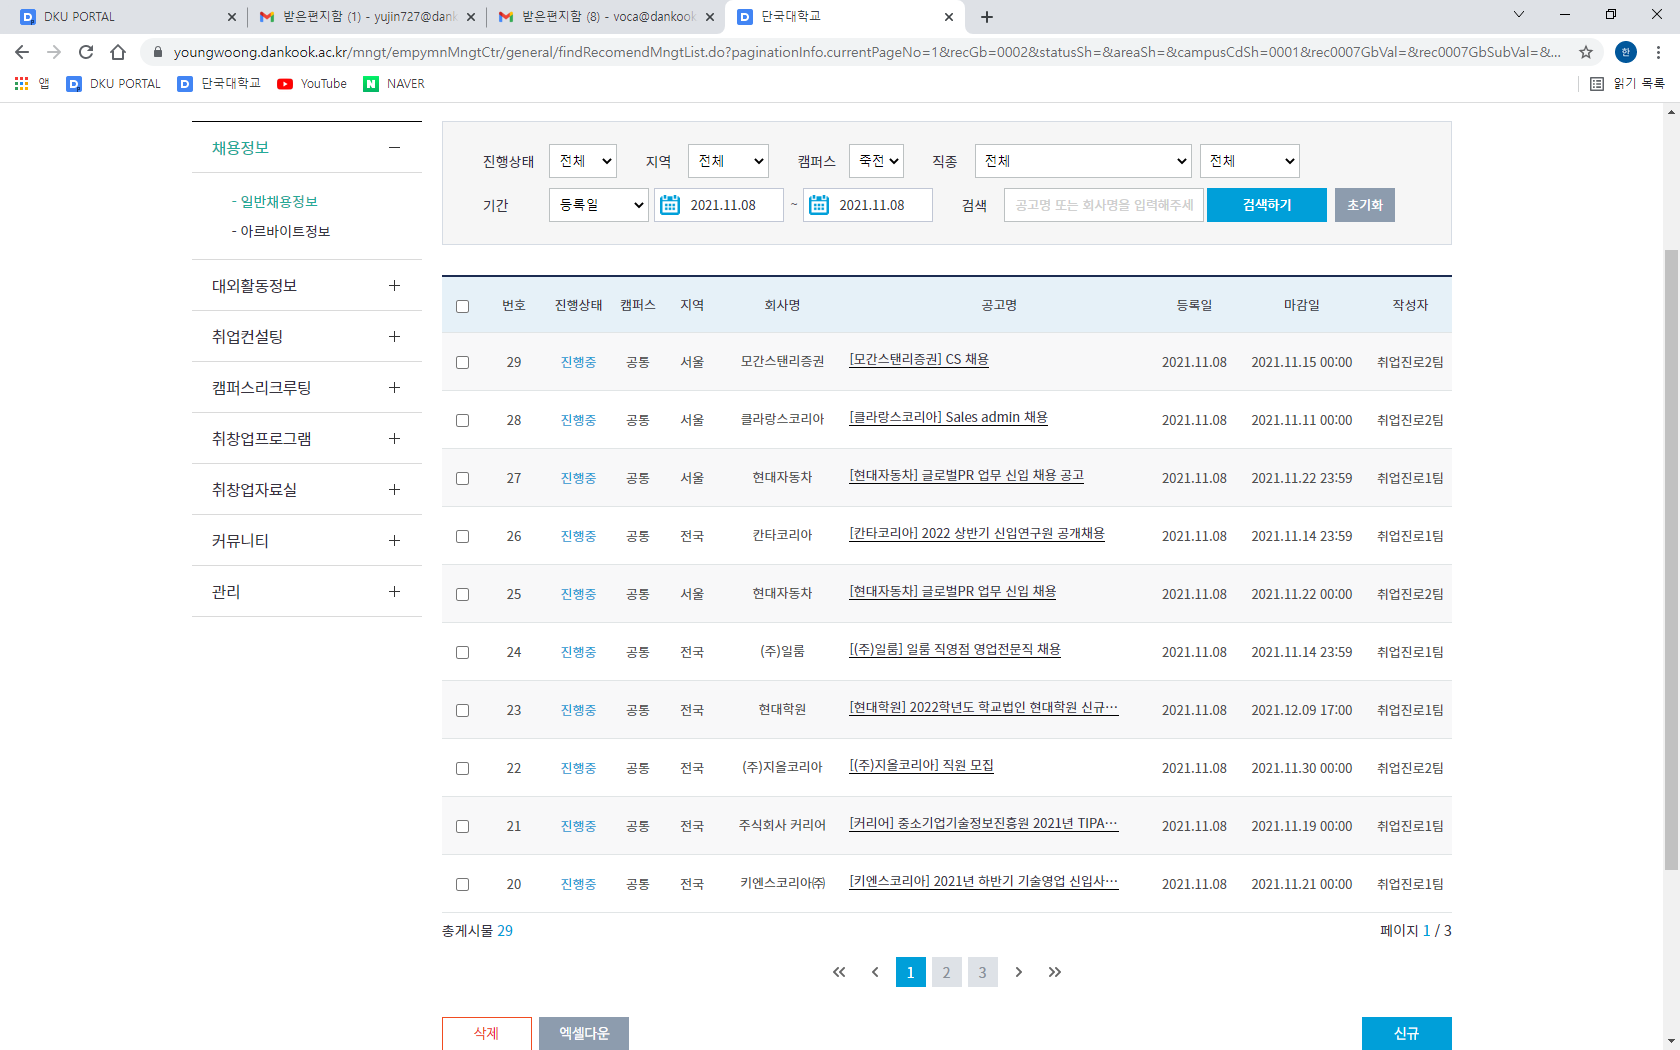 DKU PORTAL
받은편지함 (1) - yujin727@dank
받은편지함 (8) - voca@dankook
단국대학교
youngwoong.dankook.ac.kr/mngt/empymnMngtCtr/general/findRecomendMngtList.do?paginationInfo.currentPageNo=1&recGb=0002&statusSh=&areaSh=&campusCdSh=0001&rec0007GbVal=&rec0007GbSubVal=&...
한
앱 DKU PORTAL 단국대학교 YouTube NAVER 읽기 목록
채용정보
- 일반채용정보
- 아르바이트정보
대외활동정보
취업컨설팅
캠퍼스리크루팅
취창업프로그램
취창업자료실
커뮤니티
관리
진행상태 전체 지역 전체 캠퍼스 죽전 직종 전체 전체
기간 등록일 2021.11.08 ~ 2021.11.08 검색 공고명 또는 회사명을 입력해주세 검색하기 초기화
번호 진행상태 캠퍼스 지역 회사명 공고명 등록일 마감일 작성자
29 진행중 공통 서울 모간스탠리증권 [모간스탠리증권] CS 채용 2021.11.08 2021.11.15 00:00 취업진로2팀
28 진행중 공통 서울 클라랑스코리아 [클라랑스코리아] Sales admin 채용 2021.11.08 2021.11.11 00:00 취업진로2팀
27 진행중 공통 서울 현대자동차 [현대자동차] 글로벌PR 업무 신입 채용 공고 2021.11.08 2021.11.22 23:59 취업진로1팀
26 진행중 공통 전국 칸타코리아 [칸타코리아] 2022 상반기 신입연구원 공개채용 2021.11.08 2021.11.14 23:59 취업진로1팀
25 진행중 공통 서울 현대자동차 [현대자동차] 글로벌PR 업무 신입 채용 2021.11.08 2021.11.22 00:00 취업진로2팀
24 진행중 공통 전국 (주)일룸 [(주)일룸] 일룸 직영점 영업전문직 채용 2021.11.08 2021.11.14 23:59 취업진로1팀
23 진행중 공통 전국 현대학원 [현대학원] 2022학년도 학교법인 현대학원 신규… 2021.11.08 2021.12.09 17:00 취업진로1팀
22 진행중 공통 전국 (주)지올코리아 [(주)지올코리아] 직원 모집 2021.11.08 2021.11.30 00:00 취업진로2팀
21 진행중 공통 전국 주식회사 커리어 [커리어] 중소기업기술정보진흥원 2021년 TIPA… 2021.11.08 2021.11.19 00:00 취업진로1팀
20 진행중 공통 전국 키엔스코리아㈜ [키엔스코리아] 2021년 하반기 기술영업 신입사… 2021.11.08 2021.11.21 00:00 취업진로1팀
총게시물 29 페이지 1 / 3
1 2 3
삭제 엑셀다운 신규